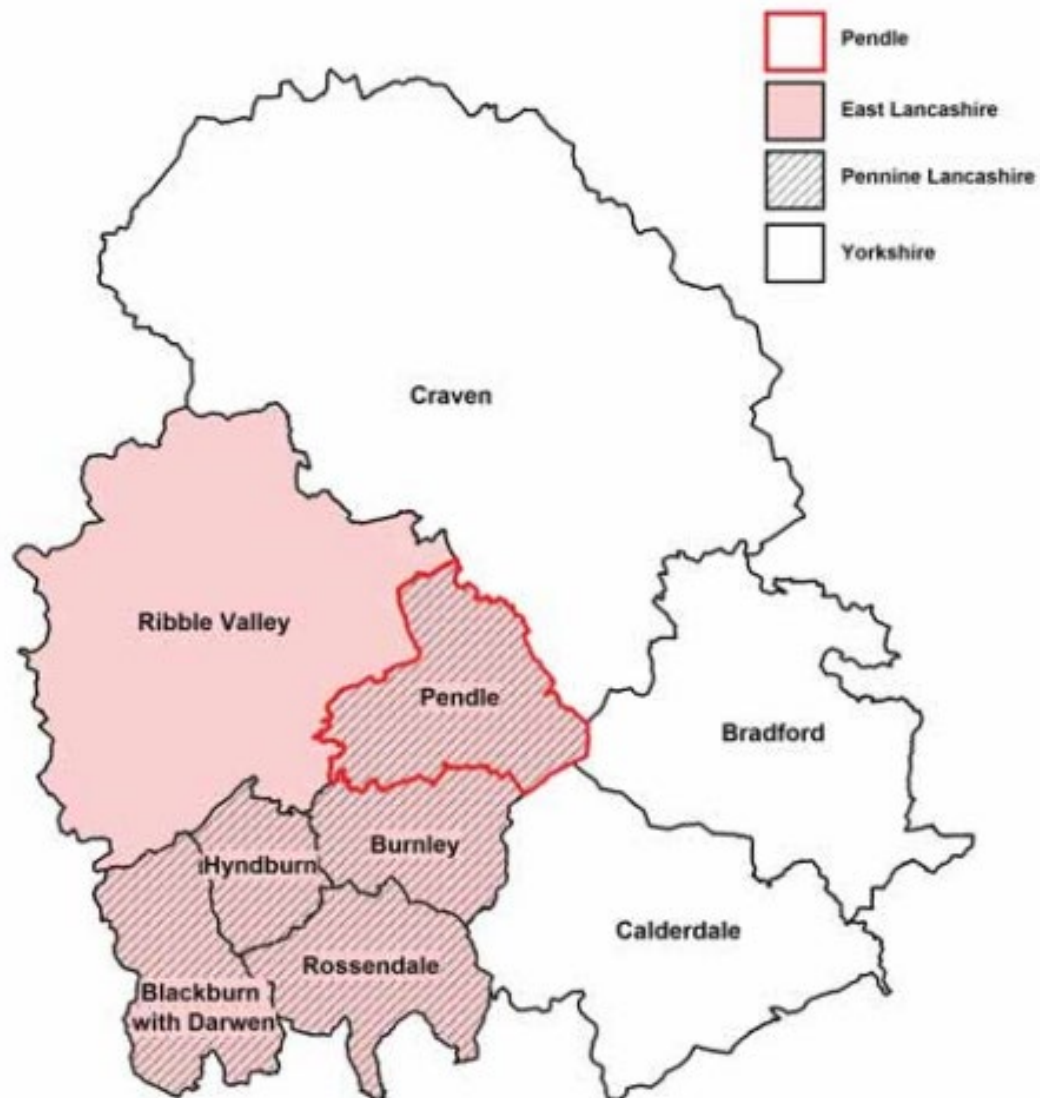 Pendle
East Lancashire
Pennine Lancashire
Yorkshire
Craven
Ribble Valley
Pendle
Bradford
Burnley
Hyndburn
Calderdale
Rossendale
Blackburn
with Darwen